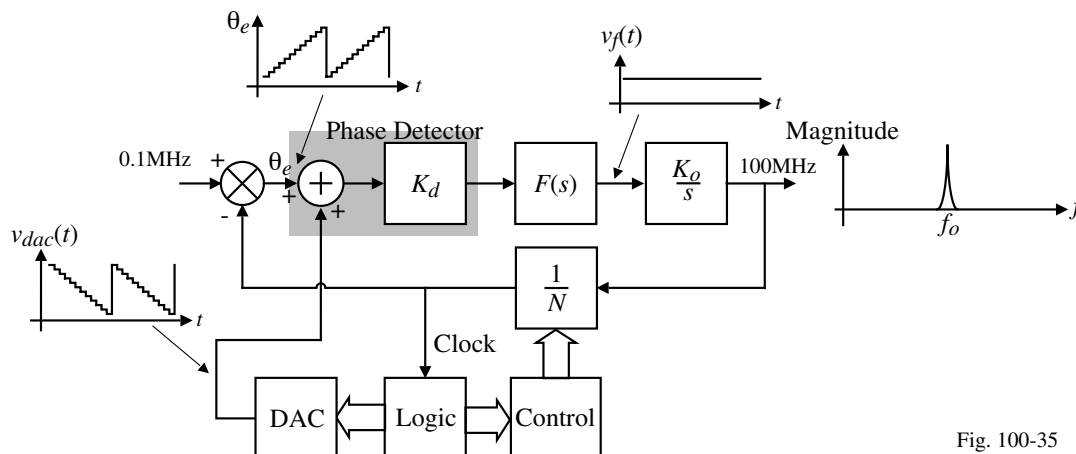 θe
t
vf(t)
t
Phase Detector
Magnitude
0.1MHz
+
θe
+
+
+
-
Kd
F(s)
Ko
s
100MHz
fo
f
vdac(t)
t
1
N
Clock
DAC
Logic
Control
Fig. 100-35